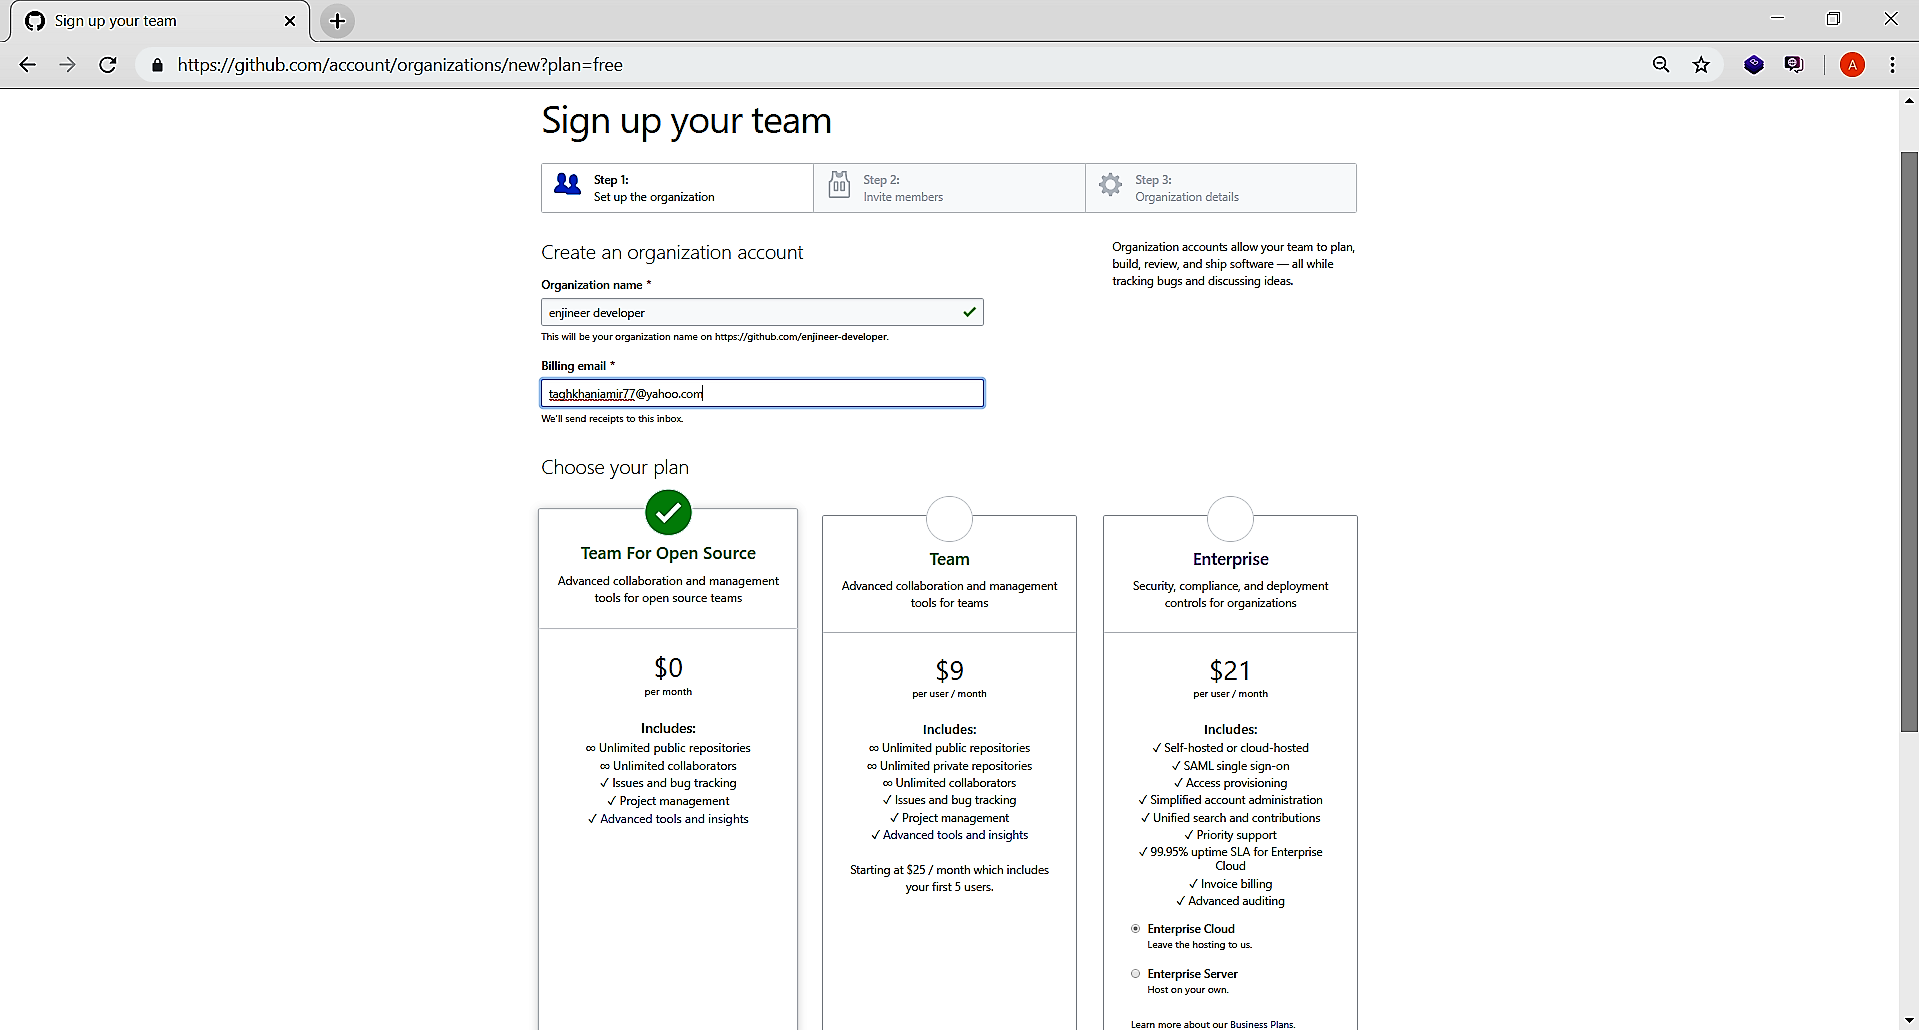 Sign up your team
https://github.com/account/organizations/new?plan=free
A
Sign up your team
Step 1:
Set up the organization
Step 2:
Invite members
Step 3:
Organization details
Create an organization account
Organization accounts allow your team to plan,
build, review, and ship software — all while
tracking bugs and discussing ideas.
Organization name *
enjineer developer
This will be your organization name on https://github.com/enjineer-developer.
Billing email *
taghkhaniamir77@yahoo.com
We'll send receipts to this inbox.
Choose your plan
Team For Open Source
Advanced collaboration and management
tools for open source teams
$0
per month
Includes:
∞ Unlimited public repositories
∞ Unlimited collaborators
✓ Issues and bug tracking
✓ Project management
✓ Advanced tools and insights
Team
Advanced collaboration and management
tools for teams
$9
per user / month
Includes:
∞ Unlimited public repositories
∞ Unlimited private repositories
∞ Unlimited collaborators
✓ Issues and bug tracking
✓ Project management
✓ Advanced tools and insights
Starting at $25 / month which includes
your first 5 users.
Enterprise
Security, compliance, and deployment
controls for organizations
$21
per user / month
Includes:
✓ Self-hosted or cloud-hosted
✓ SAML single sign-on
✓ Access provisioning
✓ Simplified account administration
✓ Unified search and contributions
✓ Priority support
✓ 99.95% uptime SLA for Enterprise
Cloud
✓ Invoice billing
✓ Advanced auditing
Enterprise Cloud
Leave the hosting to us.
Enterprise Server
Host on your own.
Learn more about our Business Plans.